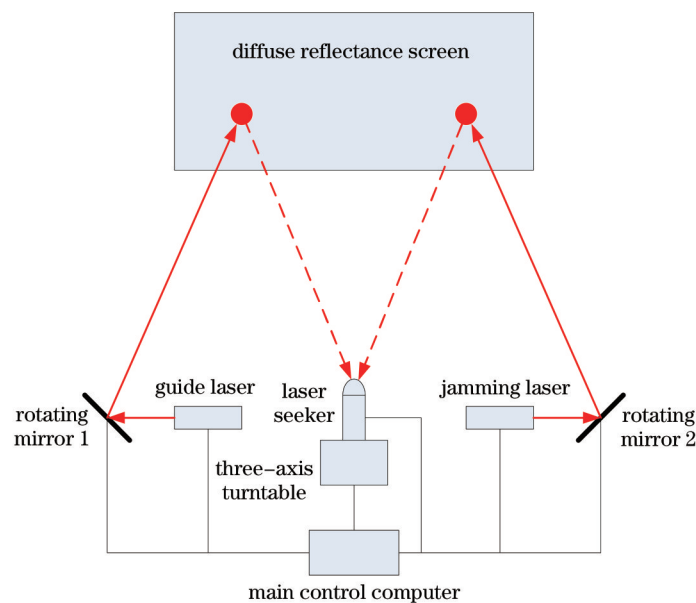 diffuse reflectance screen
guide laser
laser
seeker
jamming laser
rotating
mirror 1
rotating
mirror 2
three-axis
turntable
main control computer